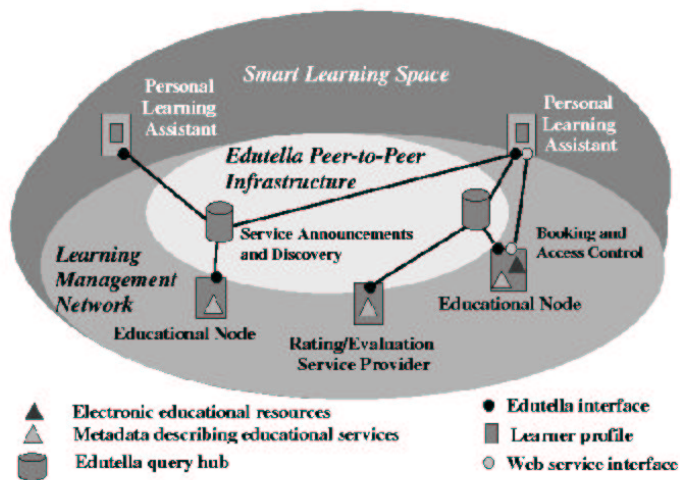 Smart Learning Space
Personal
Learning
Assistant
Personal
Learning
Assistant
Edutella Peer-to-Peer
Infrastructure
Service Announcements
and Discovery
Booking and
Access Control
Learning
Management
Network
Educational Node
Educational Node
Rating/Evaluation
Service Provider
Electronic educational resources
Metadata describing educational services
Edutella query hub
Edutella interface
Learner profile
Web service interface